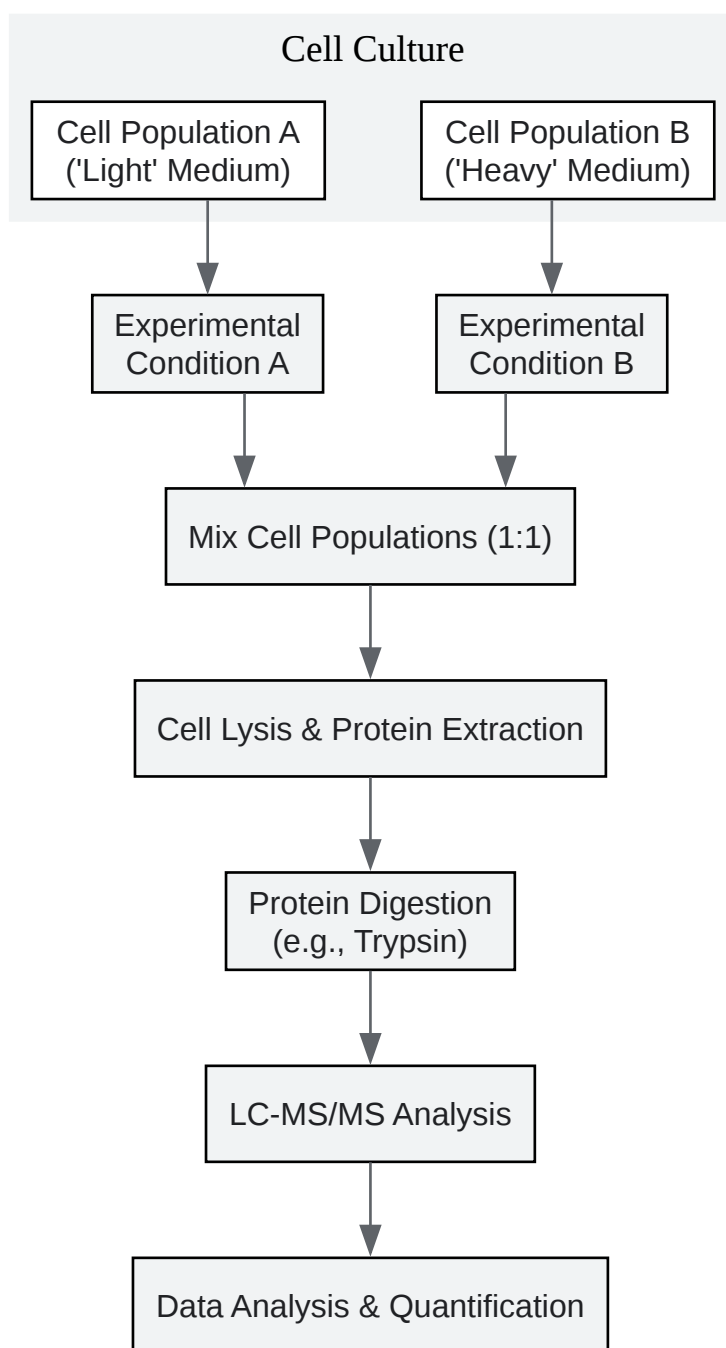 Cell Culture
Cell Population A
('Light' Medium)
Cell Population B
('Heavy' Medium)
Experimental
Condition A
Experimental
Condition B
Mix Cell Populations (1:1)
Cell Lysis & Protein Extraction
Protein Digestion
(e.g., Trypsin)
LC-MS/MS Analysis
Data Analysis & Quantification